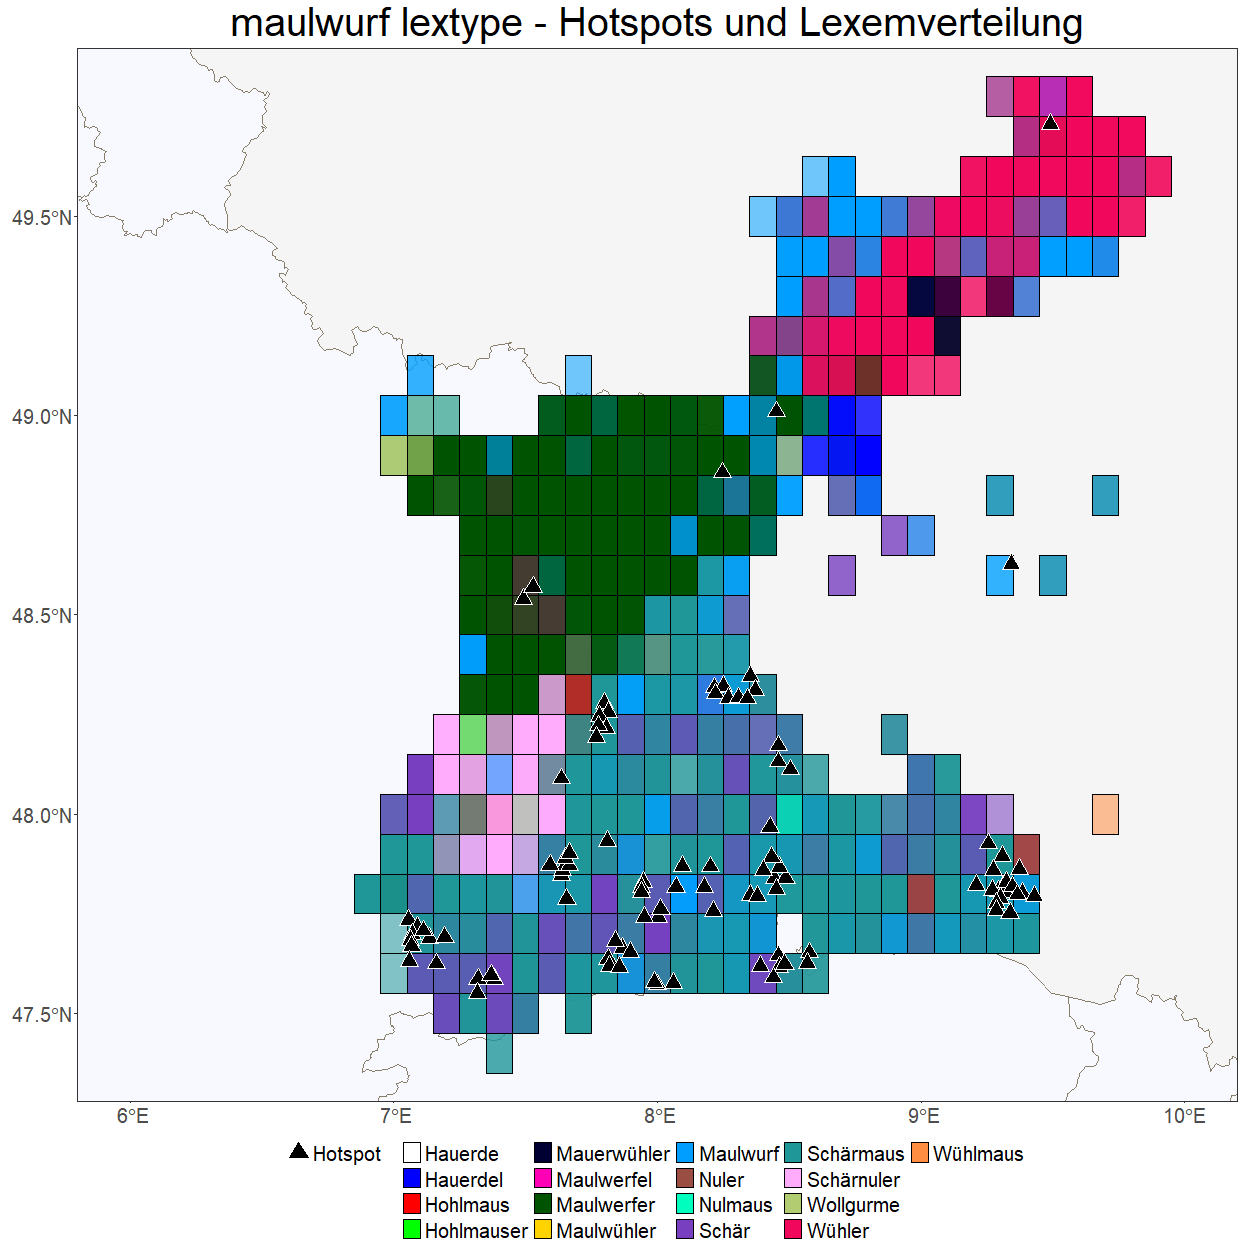 maulwurf lextype - Hotspots und Lexemverteilung
49.5°N
49.0°N
48.5°N
48.0°N
47.5°N
6°E 7°E 8°E 9°E 10°E
Hotspot Hauerde Mauerwühler Maulwurf Schärmaus Wühlmaus
Hauerdel Maulwerfel Nuler Schärnuler
Hohlmaus Maulwerfer Nulmaus Wollgurme
Hohlmauser Maulwühler Schär Wühler